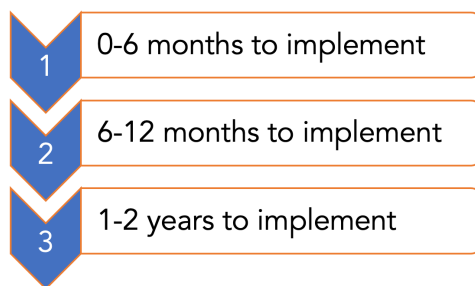 1
0-6 months to implement
2
6-12 months to implement
3
1-2 years to implement